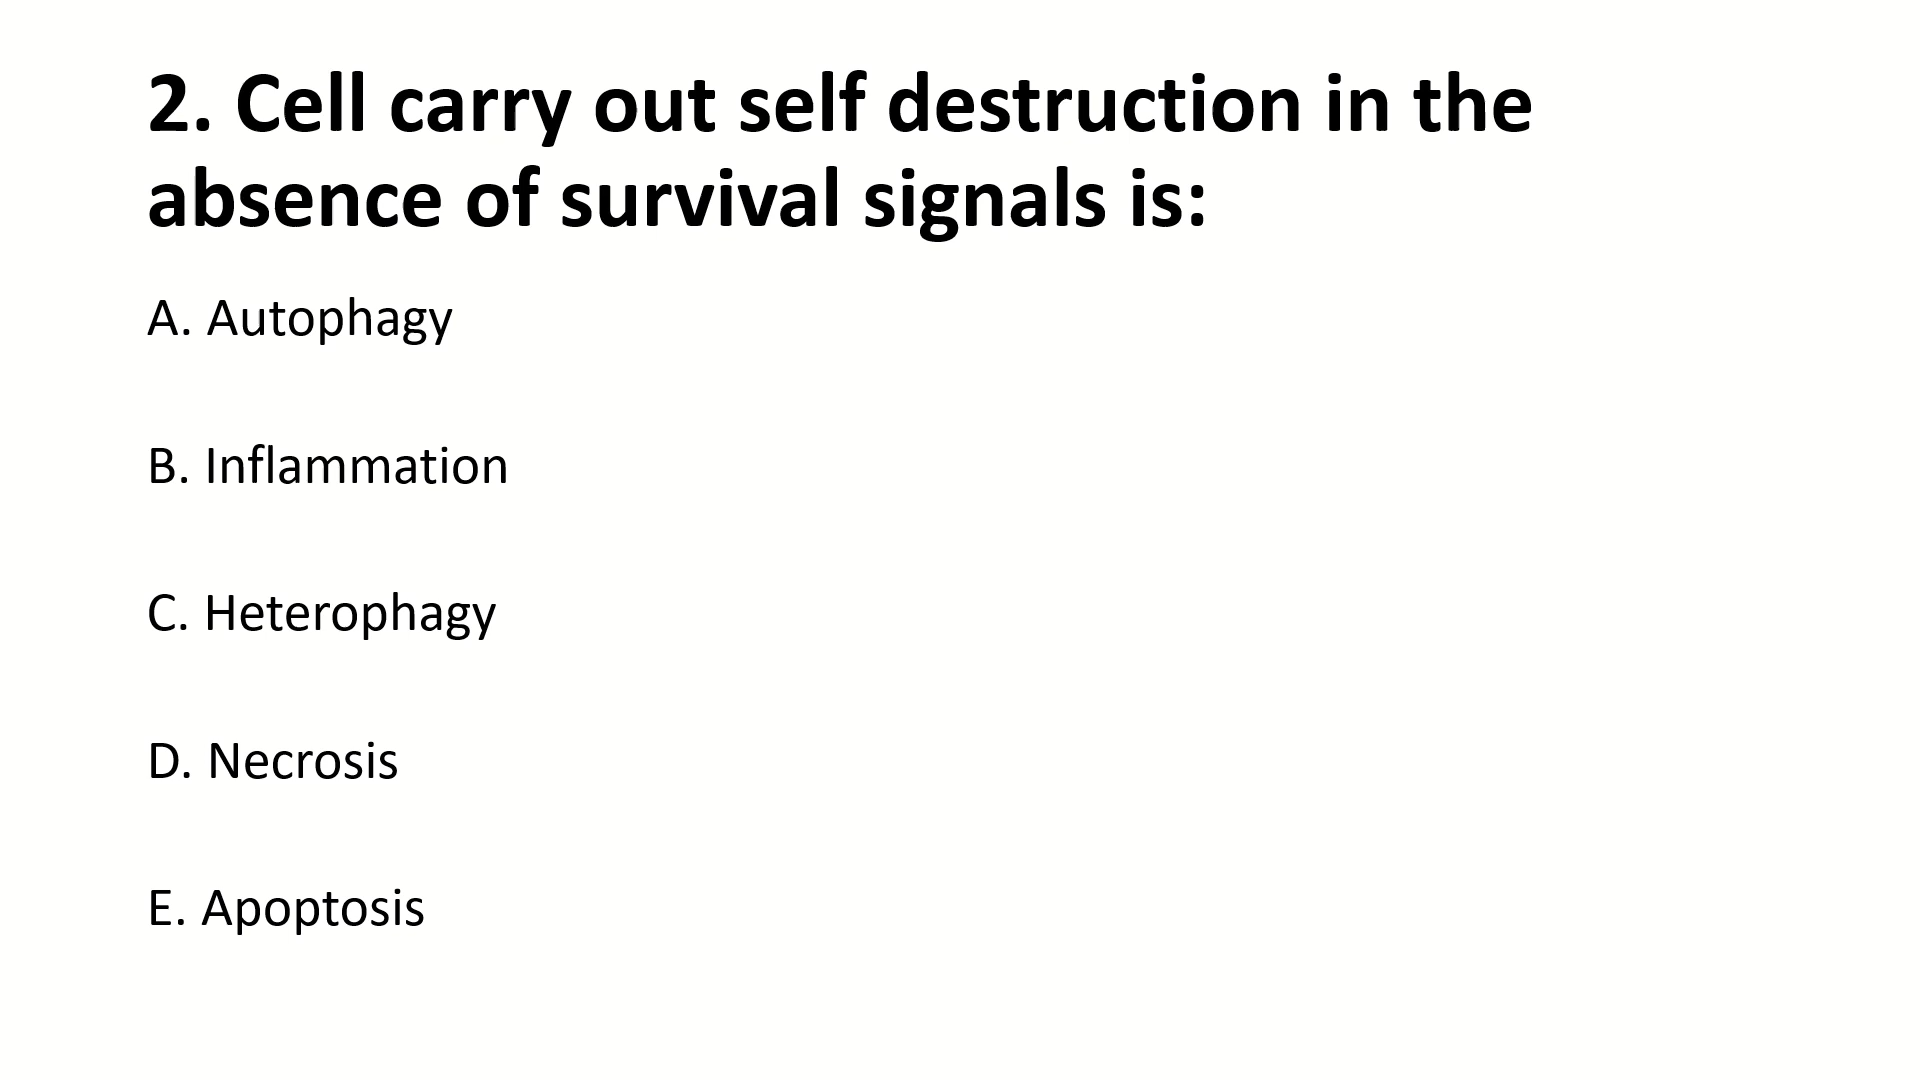 2. Cell carry out self destruction in the
absence of survival signals is:
A. Autophagy
B. Inflammation
C. Heterophagy
D. Necrosis
E. Apoptosis